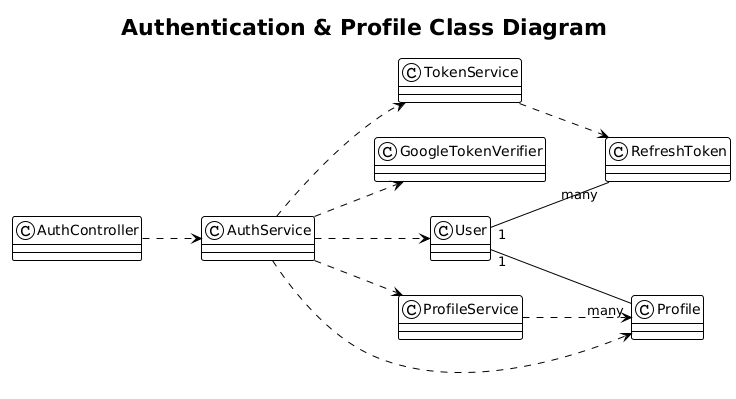 Authentication & Profile Class Diagram
C TokenService
C GoogleTokenVerifier
C RefreshToken
many
C AuthController
C AuthService
C User
1
1
C ProfileService
many
C Profile